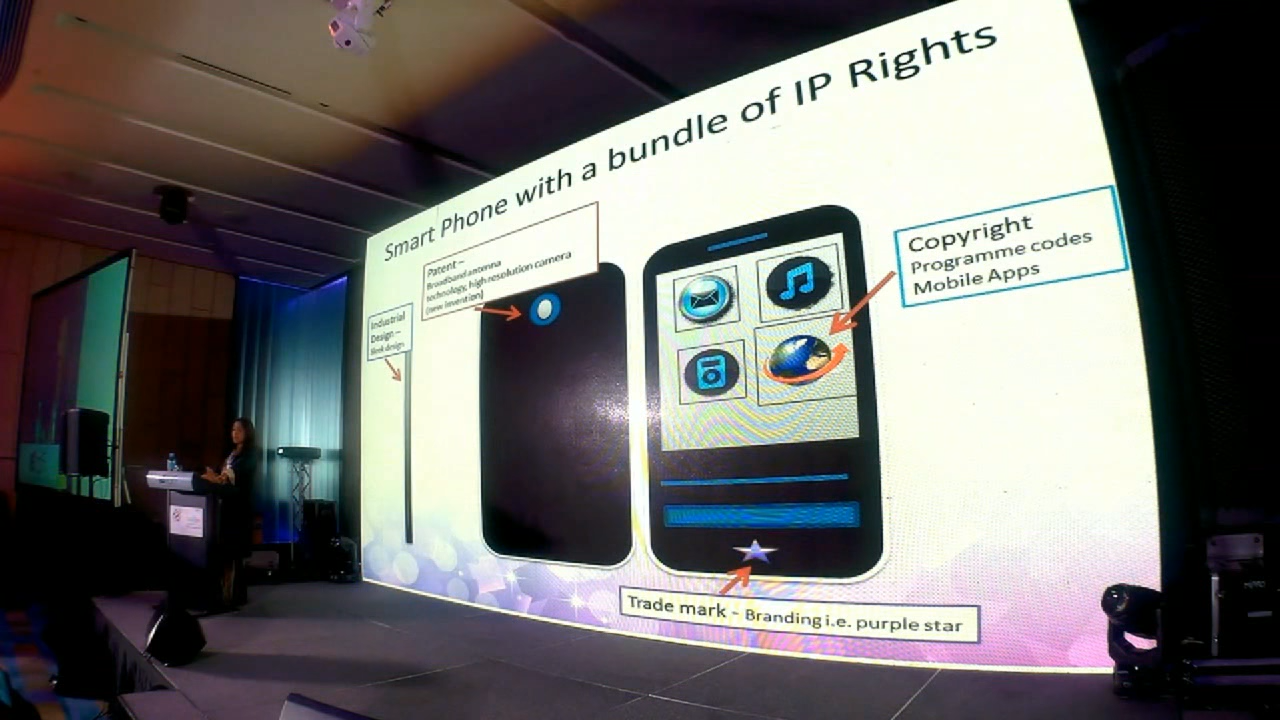 Smart Phone with a bundle of IP Rights
Patent –
Broadband antenna
technology, high resolution camera
(new invention)
Industrial
Design –
Sleek design
Copyright
Programme codes
Mobile Apps
Trade mark - Branding i.e. purple star